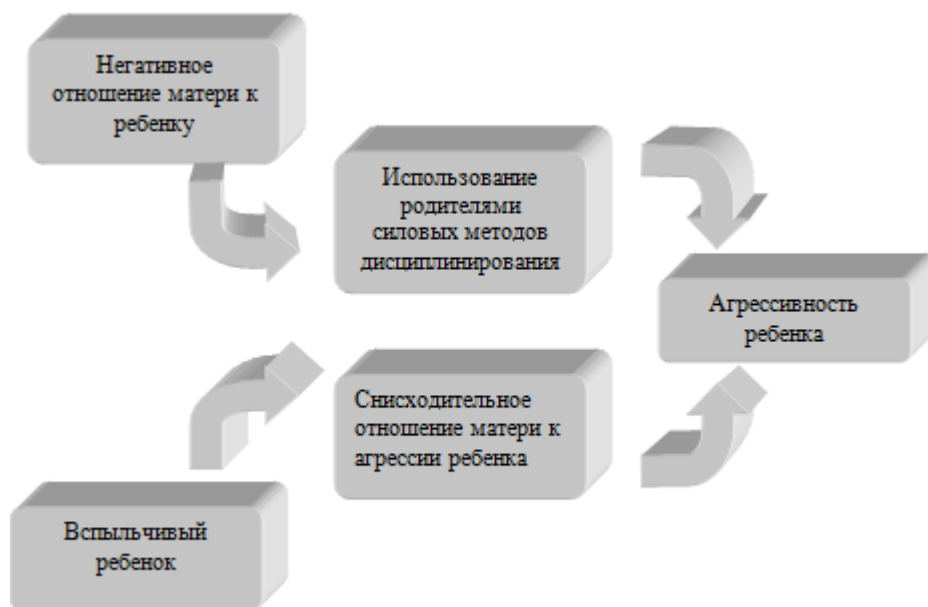 Негативное
отношение матери к
ребенку
Использование
родителями
силовых методов
дисциплинирования
Агрессивность
ребенка
Снисходительное
отношение матери к
агрессии ребенка
Вспыльчивый
ребенок